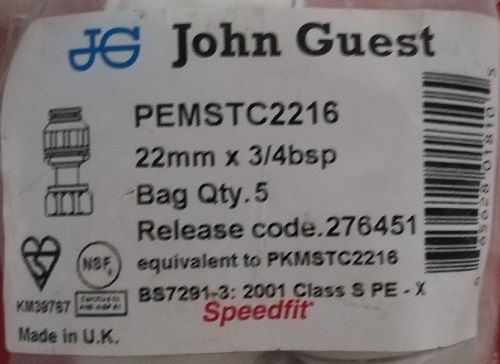 JG John Guest
PEMSTC2216
22mm x 3/4bsp
Bag Qty.5
Release code.276451
NSF
equivalent to PKMSTC2216
KM39767
BS7291-3: 2001 Class S PE - X
Speedfit
Made in U.K.